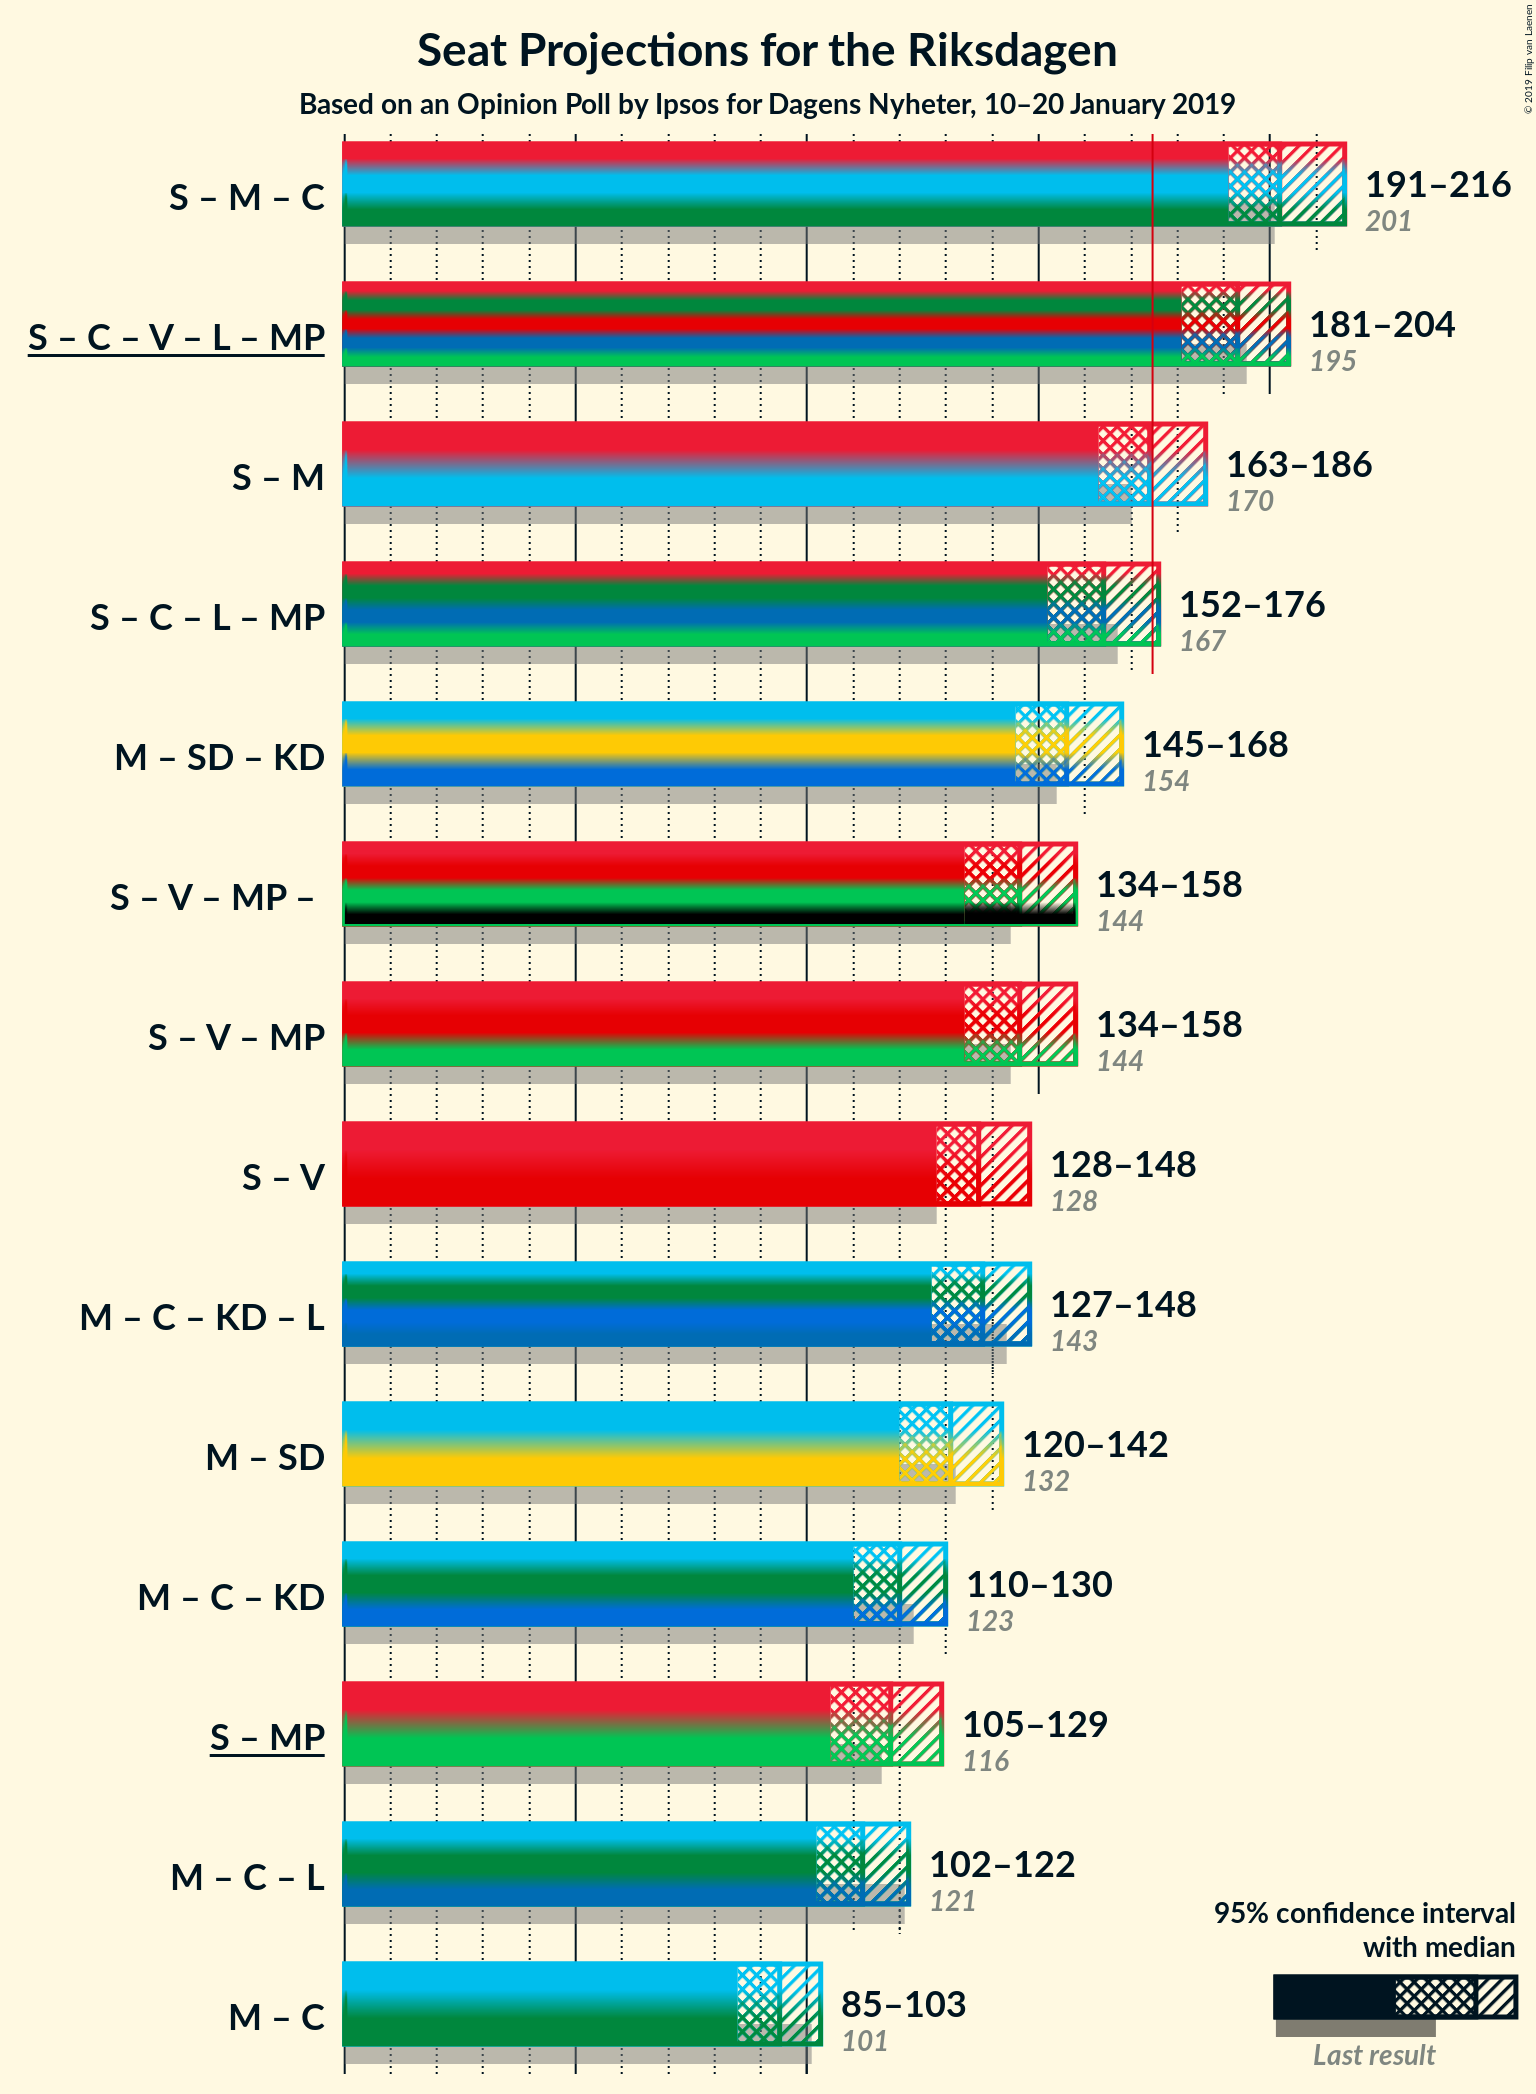 Seat Projections for the Riksdagen
Based on an Opinion Poll by Ipsos for Dagens Nyheter, 10–20 January 2019
© 2019 Filip van Laenen
S – M – C
191–216
201
S – C – V – L – MP
181–204
195
S – M
163–186
170
S – C – L – MP
152–176
167
M – SD – KD
145–168
154
S – V – MP –
134–158
144
S – V – MP
134–158
144
S – V
128–148
128
M – C – KD – L
127–148
143
M – SD
120–142
132
M – C – KD
110–130
123
S – MP
105–129
116
M – C – L
102–122
121
M – C
85–103
101
95% confidence interval
with median
Last result